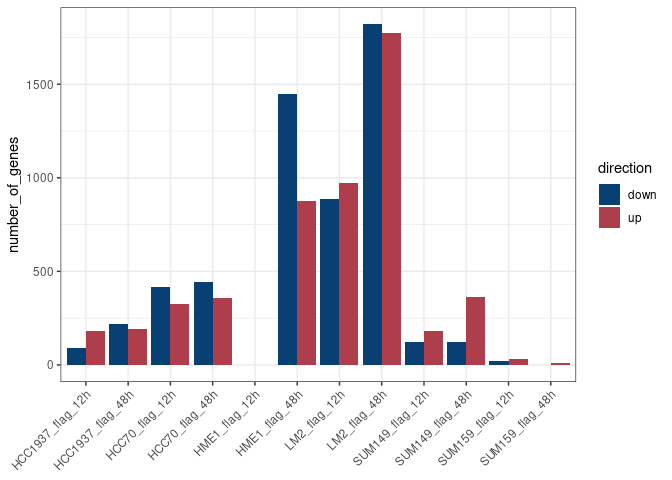 number_of_genes
1500
1000
500
0
HCC1937_flag_12h
HCC1937_flag_48h
HCC70_flag_12h
HCC70_flag_48h
HME1_flag_12h
HME1_flag_48h
LM2_flag_12h
LM2_flag_48h
SUM149_flag_12h
SUM149_flag_48h
SUM159_flag_12h
SUM159_flag_48h
direction
down
up